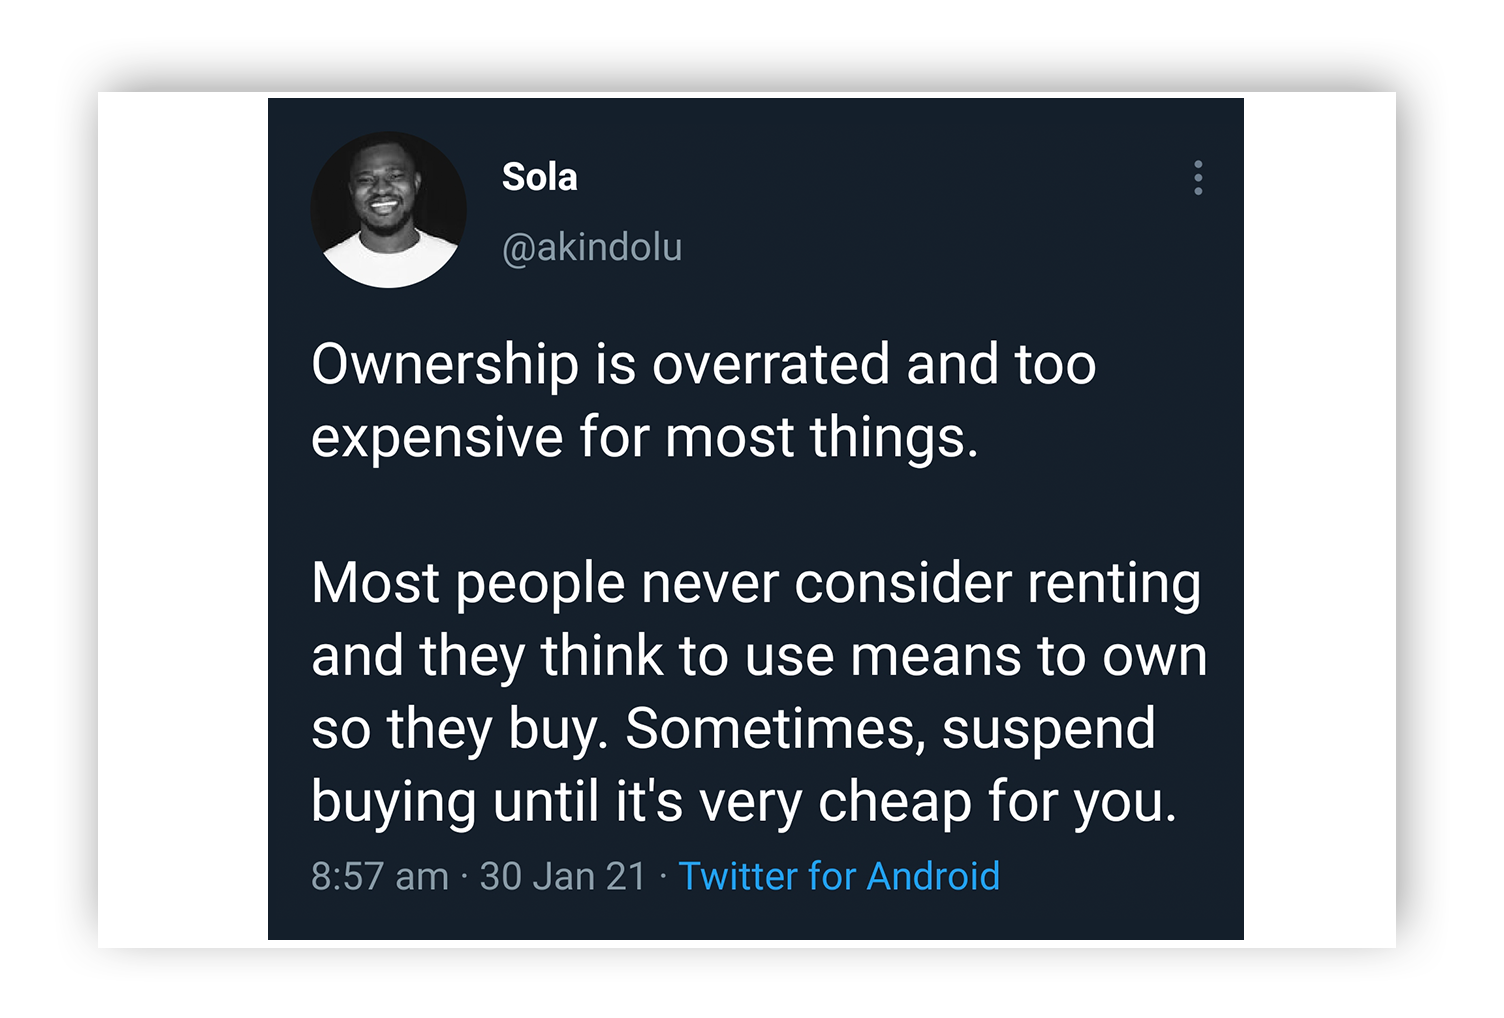 Sola
@akindolu
Ownership is overrated and too
expensive for most things.
Most people never consider renting
and they think to use means to own
so they buy. Sometimes, suspend
buying until it's very cheap for you.
8:57 am · 30 Jan 21 · Twitter for Android